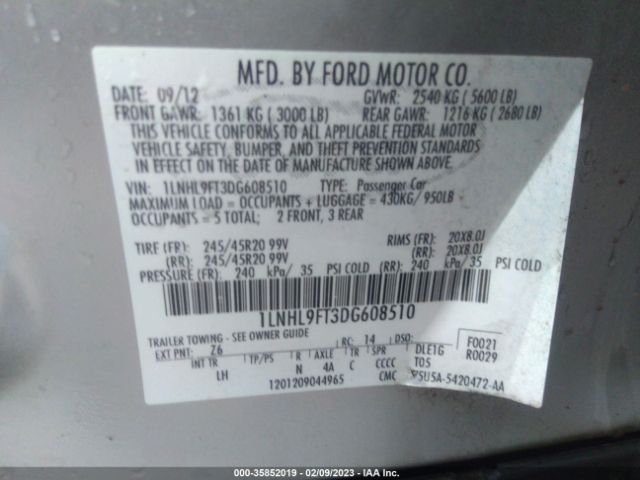 MFD. BY FORD MOTOR CO.
DATE: 09/12 GVWR: 2540 KG ( 5600 LB)
FRONT GAWR: 1361 KG ( 3000 LB) REAR GAWR: 1216 KG ( 2680 LB)
THIS VEHICLE CONFORMS TO ALL APPLICABLE FEDERAL MOTOR
VEHICLE SAFETY, BUMPER, AND THEFT PREVENTION STANDARDS
IN EFFECT ON THE DATE OF MANUFACTURE SHOWN ABOVE.
VIN: 1LNHL9FT3DG608510 TYPE: Passenger Car
MAXIMUM LOAD = OCCUPANTS + LUGGAGE = 430KG/ 950LB
OCCUPANTS = 5 TOTAL; 2 FRONT, 3 REAR
TIRE (FR): 245/45R20 99V RIMS (FR): 20X8.0J
(RR): 245/45R20 99V (RR): 20X8.0J
PRESSURE (FR): 240 kPa/ 35 PSI COLD (RR): 240 kPa/ 35 PSI COLD
1LNHL9FT3DG608510
TRAILER TOWING - SEE OWNER GUIDE
EXT PNT: Z6 RC: 14 DSO: F0021
INT TR TP/PS R AXLE TR SPR DLE1G R0029
LH N 4A C CCCC TOS
1201209044965 CMC SUSA-5420472-AA
000-35852019 - 02/09/2023 - IAA Inc.